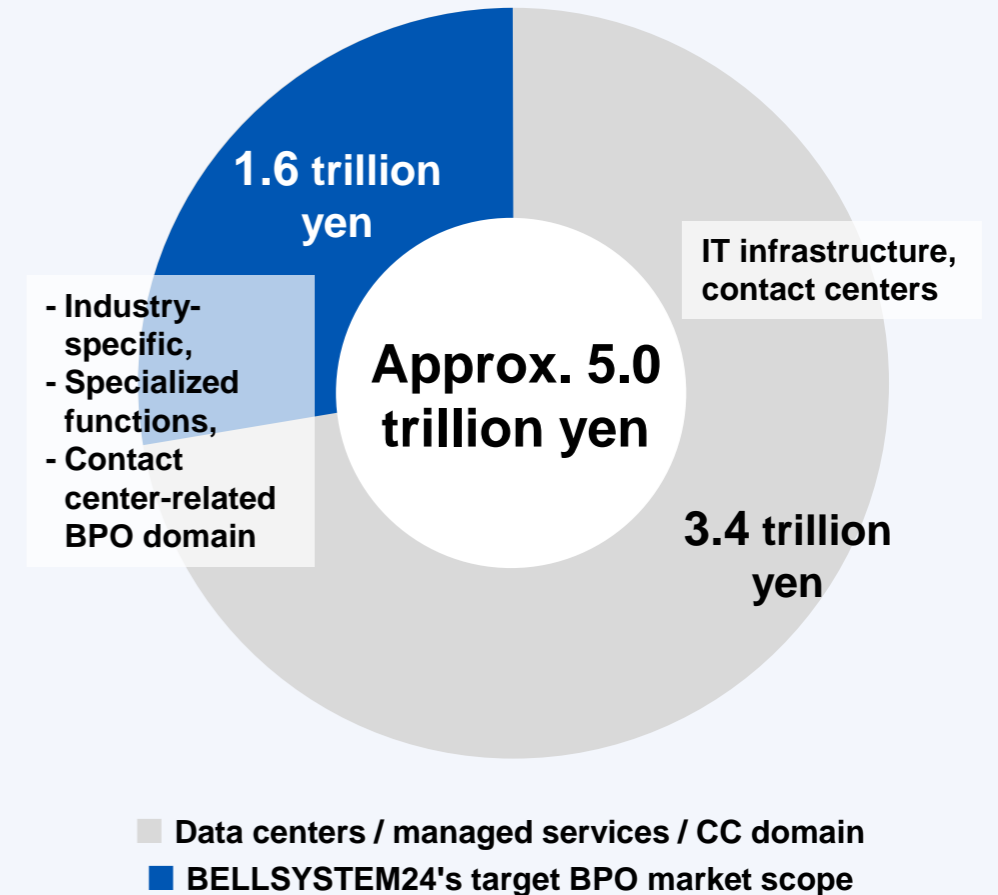 1.6 trillion
yen
IT infrastructure,
contact centers
- Industry-
specific,
- Specialized
functions,
- Contact
center-related
BPO domain
Approx. 5.0
trillion yen
3.4 trillion
yen
Data centers / managed services / CC domain
BELLSYSTEM24's target BPO market scope